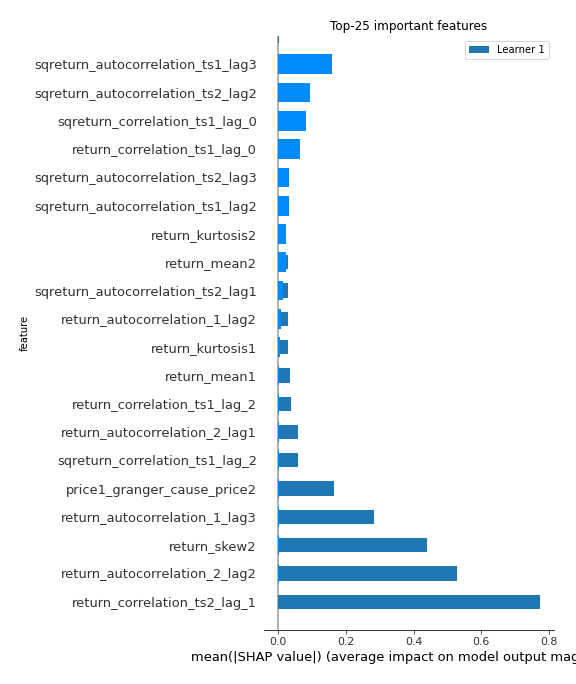 Top-25 important features
Learner 1
sqreturn_autocorrelation_ts1_lag3
sqreturn_autocorrelation_ts2_lag2
sqreturn_correlation_ts1_lag_0
return_correlation_ts1_lag_0
sqreturn_autocorrelation_ts2_lag3
sqreturn_autocorrelation_ts1_lag2
return_kurtosis2
return_mean2
sqreturn_autocorrelation_ts2_lag1
return_autocorrelation_1_lag2
return_kurtosis1
return_mean1
return_correlation_ts1_lag_2
return_autocorrelation_2_lag1
sqreturn_correlation_ts1_lag_2
price1_granger_cause_price2
return_autocorrelation_1_lag3
return_skew2
return_autocorrelation_2_lag2
return_correlation_ts2_lag_1
feature
0.0 0.2 0.4 0.6 0.8
mean(|SHAP value|) (average impact on model output mag